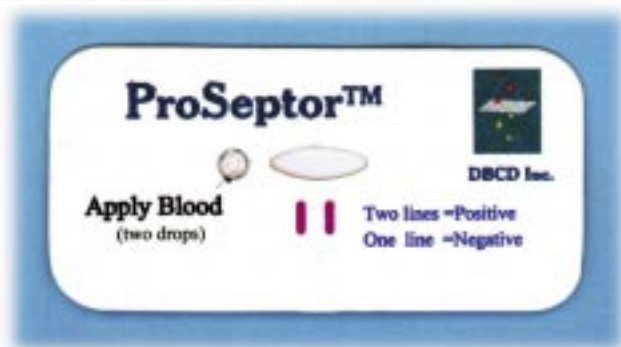 ProSeptor™
DBCD Inc.
Apply Blood
(two drops)
Two lines =Positive
One line =Negative